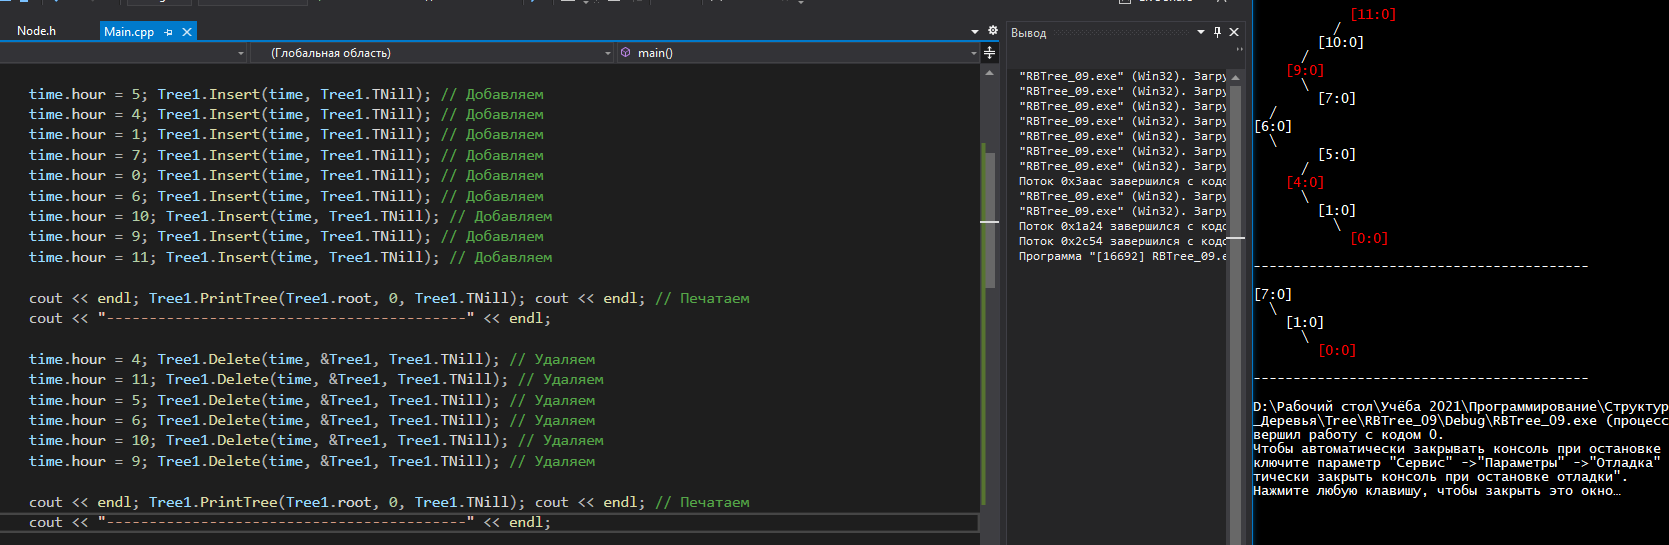 Node.h
Main.cpp
(Глобальная область)
main()
time.hour = 5; Tree1.Insert(time, Tree1.TNill); // Добавляем
time.hour = 4; Tree1.Insert(time, Tree1.TNill); // Добавляем
time.hour = 1; Tree1.Insert(time, Tree1.TNill); // Добавляем
time.hour = 7; Tree1.Insert(time, Tree1.TNill); // Добавляем
time.hour = 0; Tree1.Insert(time, Tree1.TNill); // Добавляем
time.hour = 6; Tree1.Insert(time, Tree1.TNill); // Добавляем
time.hour = 10; Tree1.Insert(time, Tree1.TNill); // Добавляем
time.hour = 9; Tree1.Insert(time, Tree1.TNill); // Добавляем
time.hour = 11; Tree1.Insert(time, Tree1.TNill); // Добавляем
cout << endl; Tree1.PrintTree(Tree1.root, 0, Tree1.TNill); cout << endl; // Печатаем
cout << "------------------------------------------" << endl;
time.hour = 4; Tree1.Delete(time, &Tree1, Tree1.TNill); // Удаляем
time.hour = 11; Tree1.Delete(time, &Tree1, Tree1.TNill); // Удаляем
time.hour = 5; Tree1.Delete(time, &Tree1, Tree1.TNill); // Удаляем
time.hour = 6; Tree1.Delete(time, &Tree1, Tree1.TNill); // Удаляем
time.hour = 10; Tree1.Delete(time, &Tree1, Tree1.TNill); // Удаляем
time.hour = 9; Tree1.Delete(time, &Tree1, Tree1.TNill); // Удаляем
cout << endl; Tree1.PrintTree(Tree1.root, 0, Tree1.TNill); cout << endl; // Печатаем
cout << "------------------------------------------" << endl;
Вывод
"RBTree_09.exe" (Win32). Загру
"RBTree_09.exe" (Win32). Загру
"RBTree_09.exe" (Win32). Загру
"RBTree_09.exe" (Win32). Загру
"RBTree_09.exe" (Win32). Загру
"RBTree_09.exe" (Win32). Загру
"RBTree_09.exe" (Win32). Загру
Поток 0x3aac завершился с кодо
"RBTree_09.exe" (Win32). Загру
"RBTree_09.exe" (Win32). Загру
Поток 0x1a24 завершился с кодо
Поток 0x2c54 завершился с кодо
Программа "[16692] RBTree_09.e
[11:0]
/
[10:0]
/
[9:0]
\
[7:0]
/
[6:0]
\
[5:0]
/
[4:0]
\
[1:0]
\
[0:0]
------------------------------------------
[7:0]
\
[1:0]
\
[0:0]
------------------------------------------
D:\Рабочий стол\Учёба 2021\Программирование\Структур
_Деревья\Tree\RBTree_09\Debug\RBTree_09.exe (процесс
вершил работу с кодом 0.
Чтобы автоматически закрывать консоль при остановке
ключите параметр "Сервис" ->"Параметры" ->"Отладка"
тически закрыть консоль при остановке отладки".
Нажмите любую клавишу, чтобы закрыть это окно…